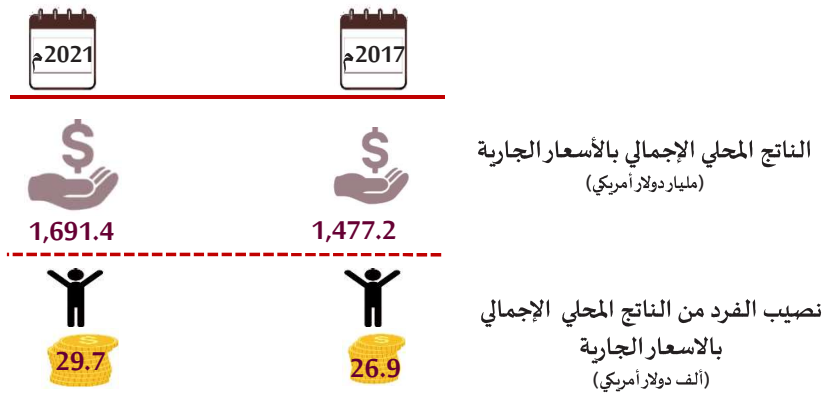 2017م
2021م
الناتج المحلي الإجمالي بالأسعار الجارية
(مليار دولار أمريكي)
1,477.2
1,691.4
نصيب الفرد من الناتج المحلي الإجمالي
بالاسعار الجارية
(ألف دولار أمريكي)
26.9
29.7